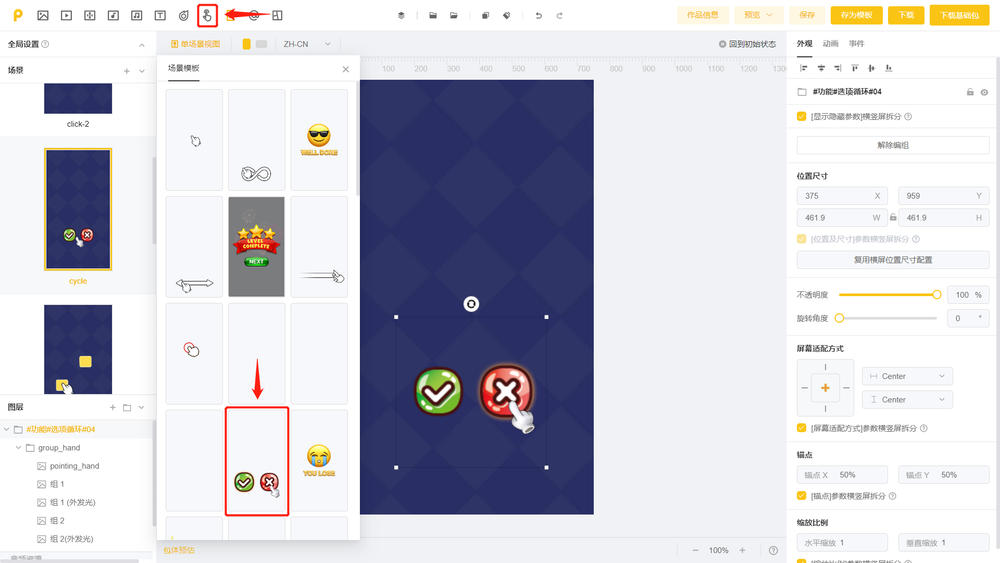 作品信息
预览
保存
存为模板
下载
下载基础包
全局设置
单场景视图
ZH-CN
回到初始状态
外观
动画
事件
场景
click-2
cycle
场景模板
WELL DONE
LEVEL COMPLETE
NEXT
YOU LOSE
100
200
300
400
500
600
700
800
900
1000
1100
1200
#功能#选项循环#04
[显示隐藏参数]横竖屏拆分
解除编组
位置尺寸
375 X
959 Y
461.9 W
461.9 H
[位置及尺寸]参数横竖屏拆分
复用横屏位置尺寸配置
不透明度
100 %
旋转角度
0 °
屏幕适配方式
Center
Center
[屏幕适配方式]参数横竖屏拆分
锚点
锚点 X 50%
锚点 Y 50%
[锚点]参数横竖屏拆分
缩放比例
水平缩放 1
垂直缩放 1
图层
#功能#选项循环#04
group_hand
pointing_hand
组 1
组 1 (外发光)
组 2
组 2(外发光)
包体预估
100%